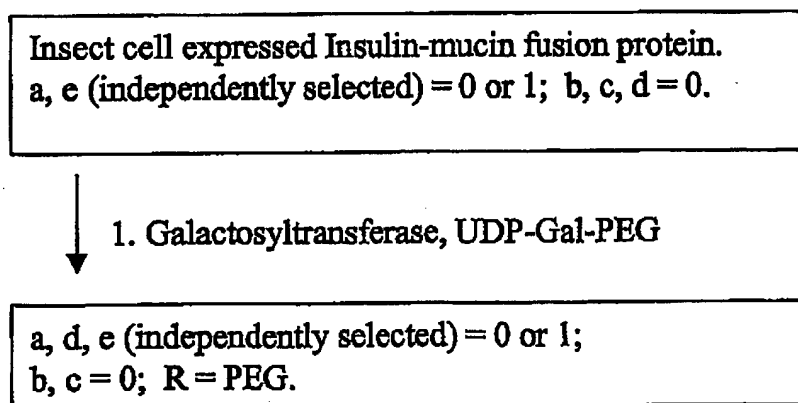 Insect cell expressed Insulin-mucin fusion protein.
a, e (independently selected) = 0 or 1; b, c, d = 0.
1. Galactosyltransferase, UDP-Gal-PEG
a, d, e (independently selected) = 0 or 1;
b, c = 0; R = PEG.